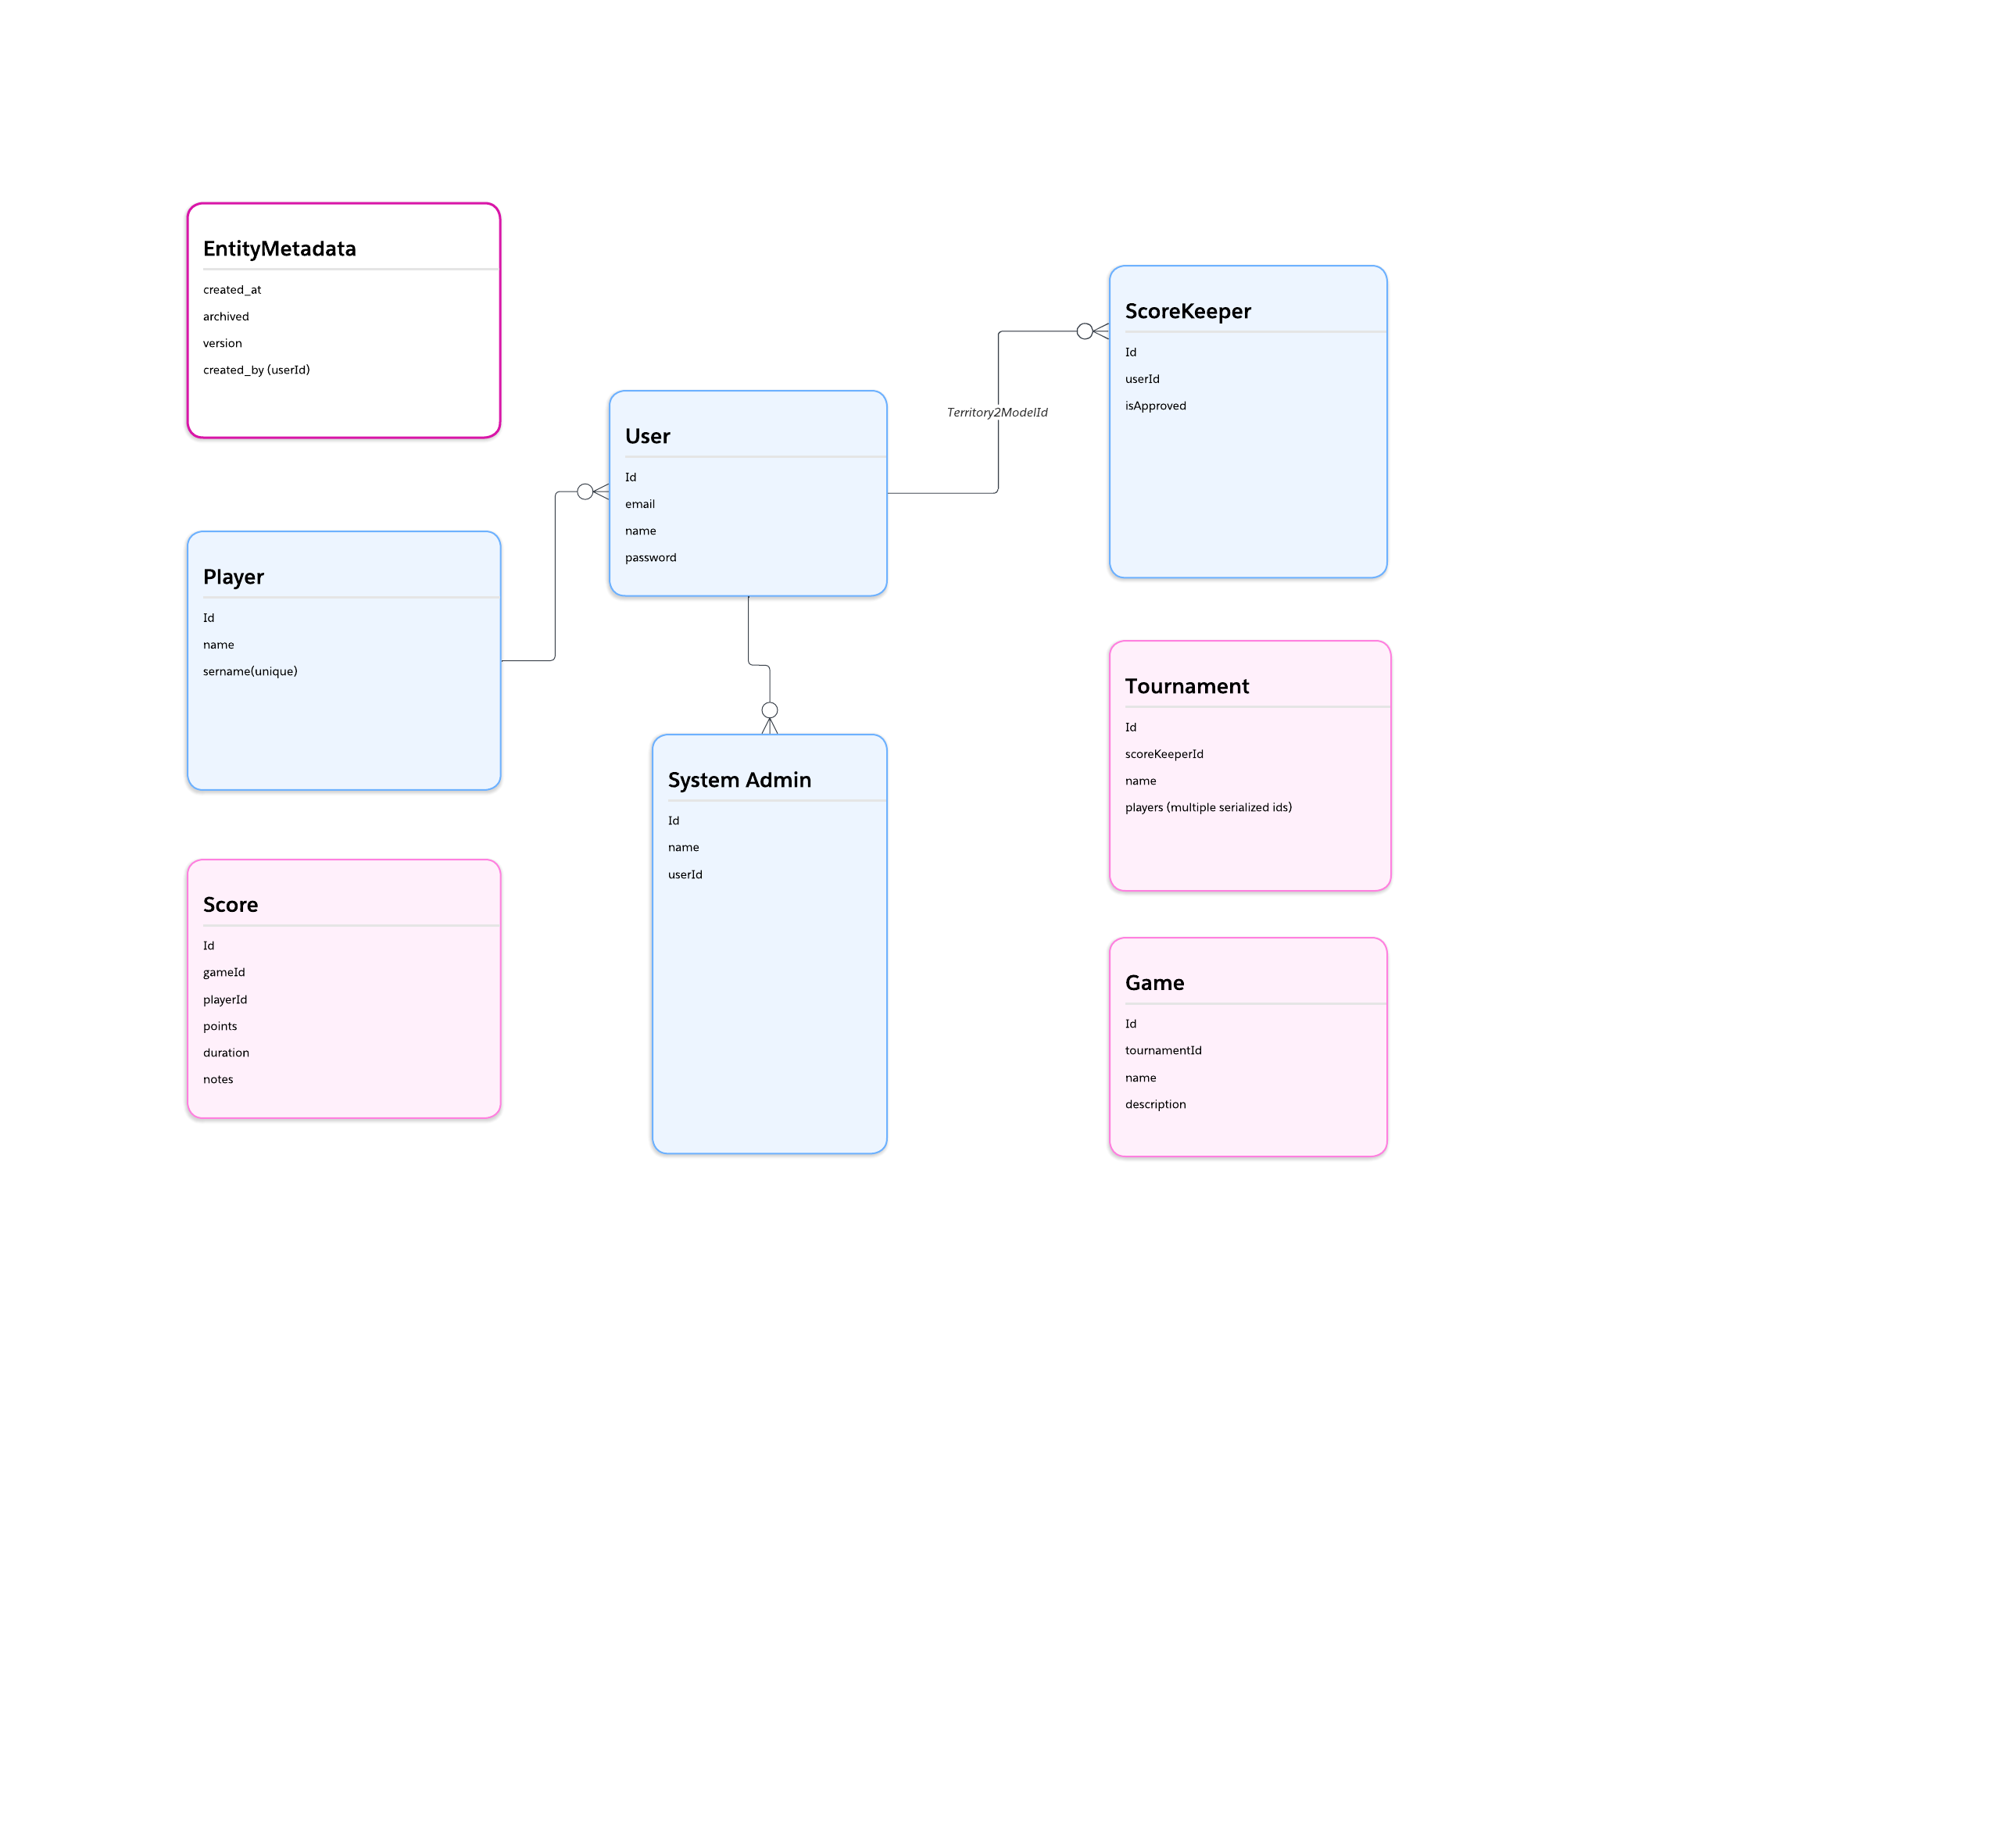 EntityMetadata
created_at
archived
version
created_by (userId)
ScoreKeeper
Id
userId
isApproved
Territory2ModelId
User
Id
email
name
password
Player
Id
name
sername(unique)
Tournament
Id
scoreKeeperId
name
players (multiple serialized ids)
System Admin
Id
name
userId
Score
Id
gameId
playerId
points
duration
notes
Game
Id
tournamentId
name
description